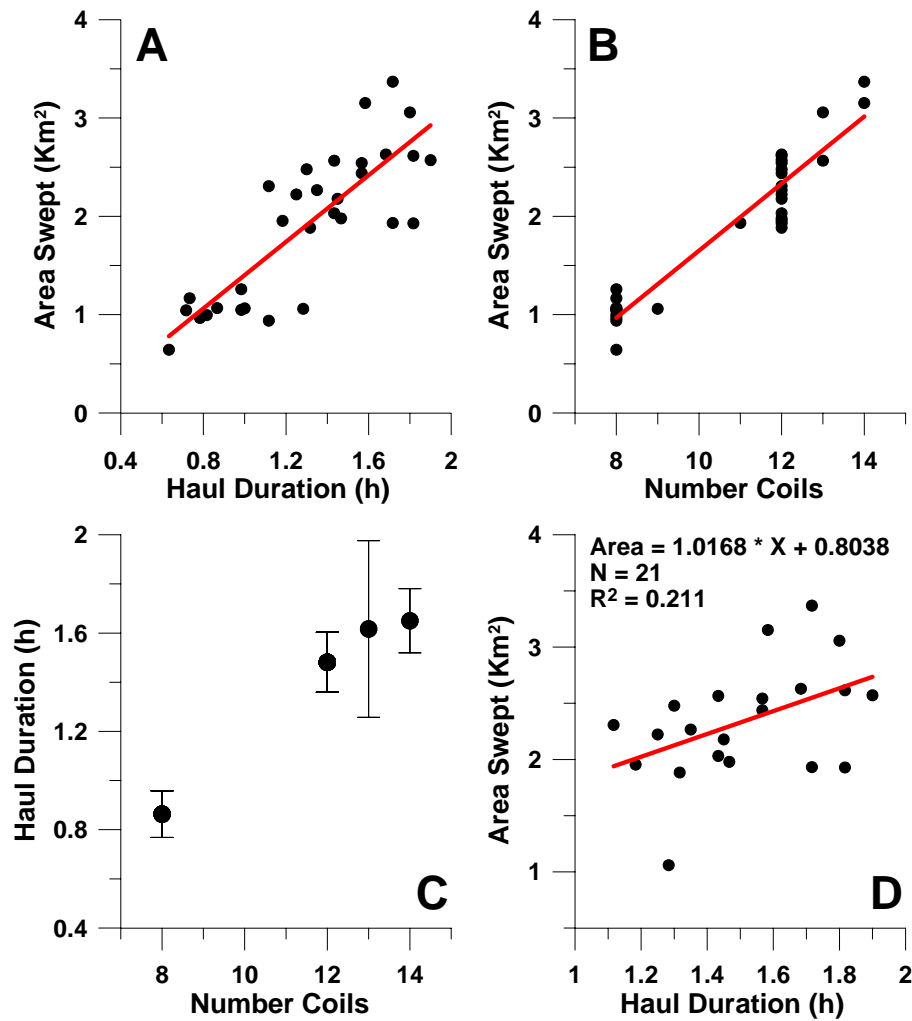 A
Area Swept (Km²)
4
3
2
1
0
0.4 0.8 1.2 1.6 2
Haul Duration (h)
B
Area Swept (Km²)
4
3
2
1
0
8 10 12 14
Number Coils
C
Haul Duration (h)
2
1.6
1.2
0.8
0.4
8 10 12 14
Number Coils
D
Area = 1.0168 * X + 0.8038
N = 21
R² = 0.211
Area Swept (Km²)
4
3
2
1
1 1.2 1.4 1.6 1.8 2
Haul Duration (h)